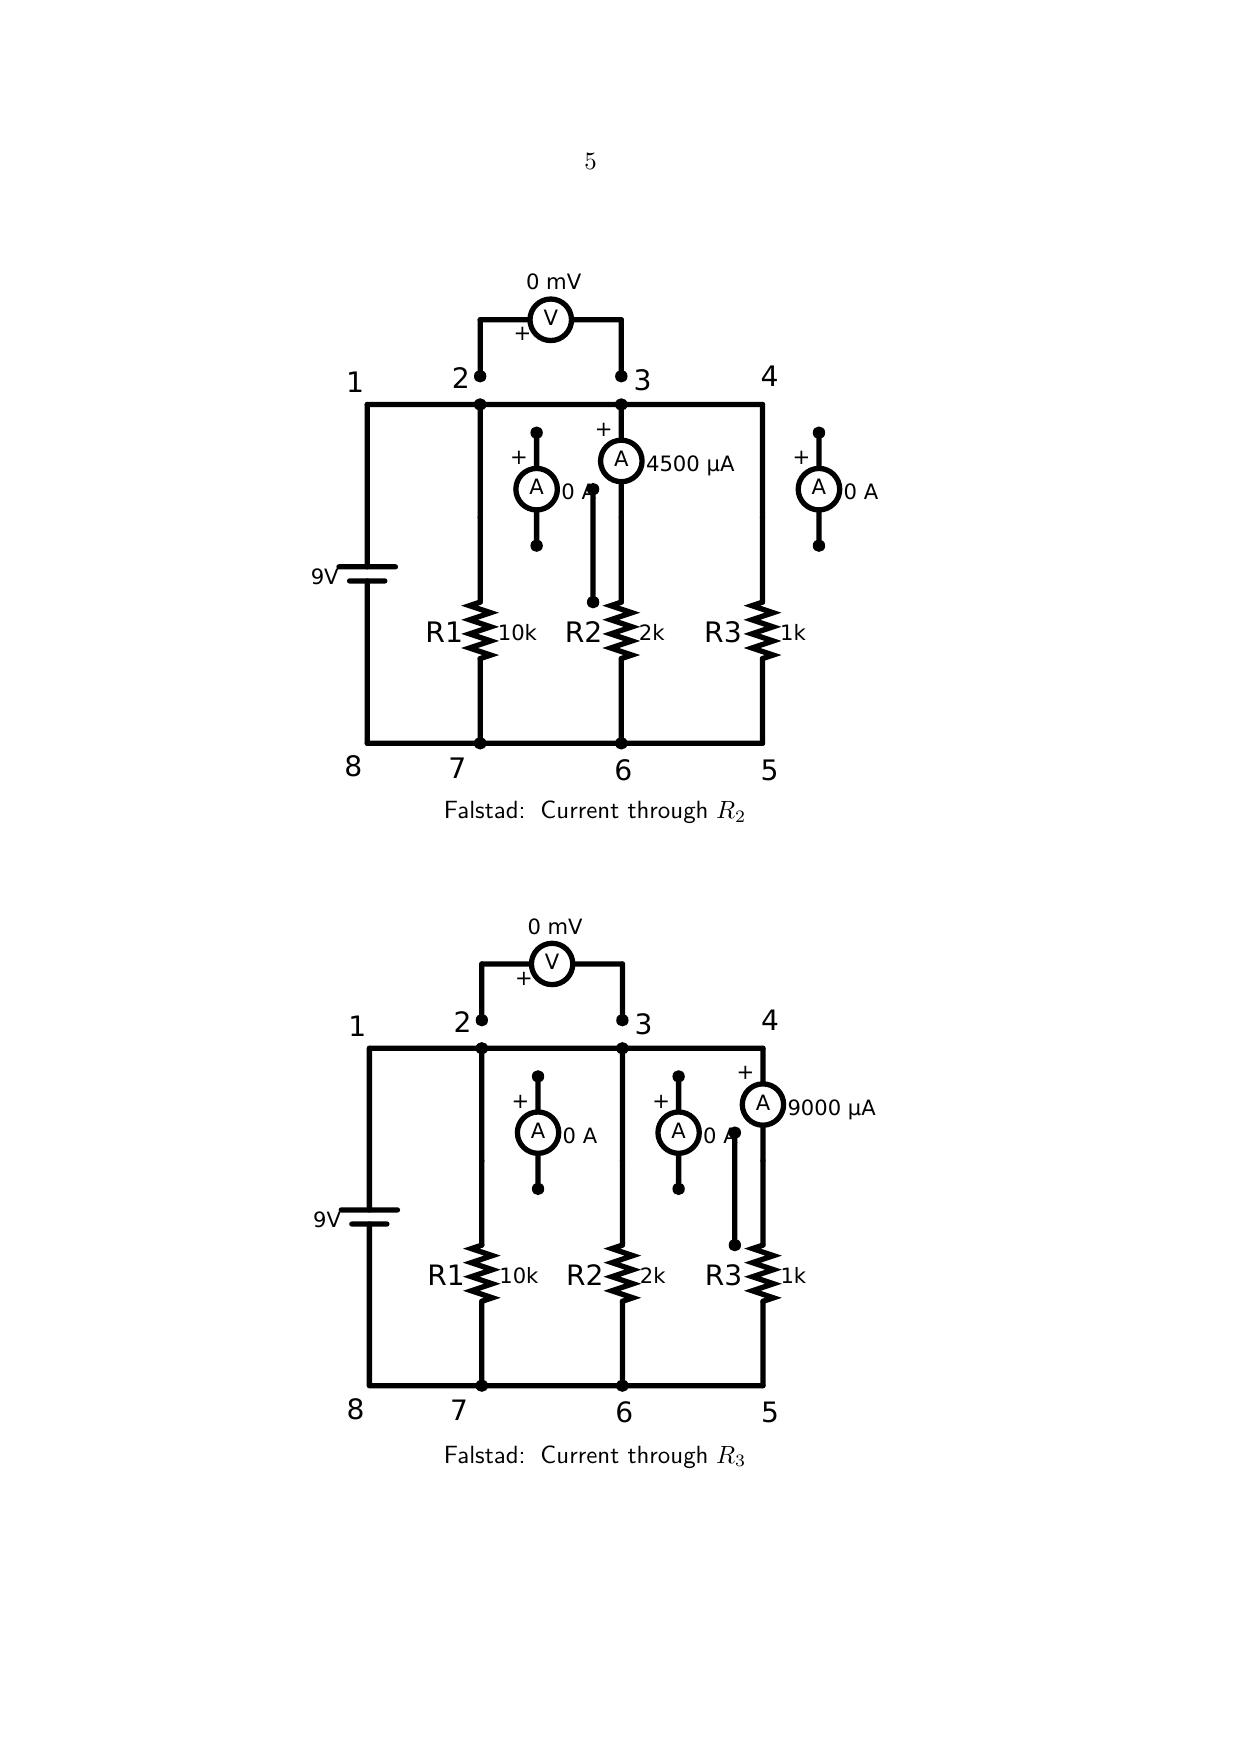 5
0 mV
V
+
1
2
3
4
+
+
+
A
4500 µA
A
0 A
A
0 A
9V
R1
10k
R2
2k
R3
1k
8
7
6
5
Falstad: Current through R2
0 mV
V
+
1
2
3
4
+
+
+
A
9000 µA
A
0 A
A
0 A
9V
R1
10k
R2
2k
R3
1k
8
7
6
5
Falstad: Current through R3